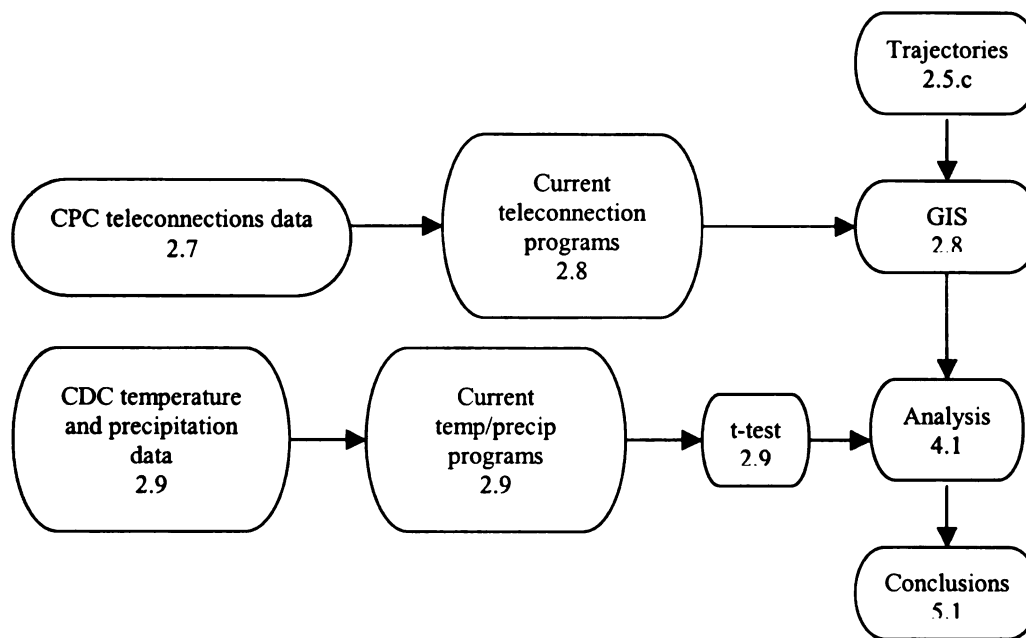 Trajectories
2.5.c
CPC teleconnections data
2.7
Current
teleconnection
programs
2.8
GIS
2.8
CDC temperature
and precipitation
data
2.9
Current
temp/precip
programs
2.9
t-test
2.9
Analysis
4.1
Conclusions
5.1